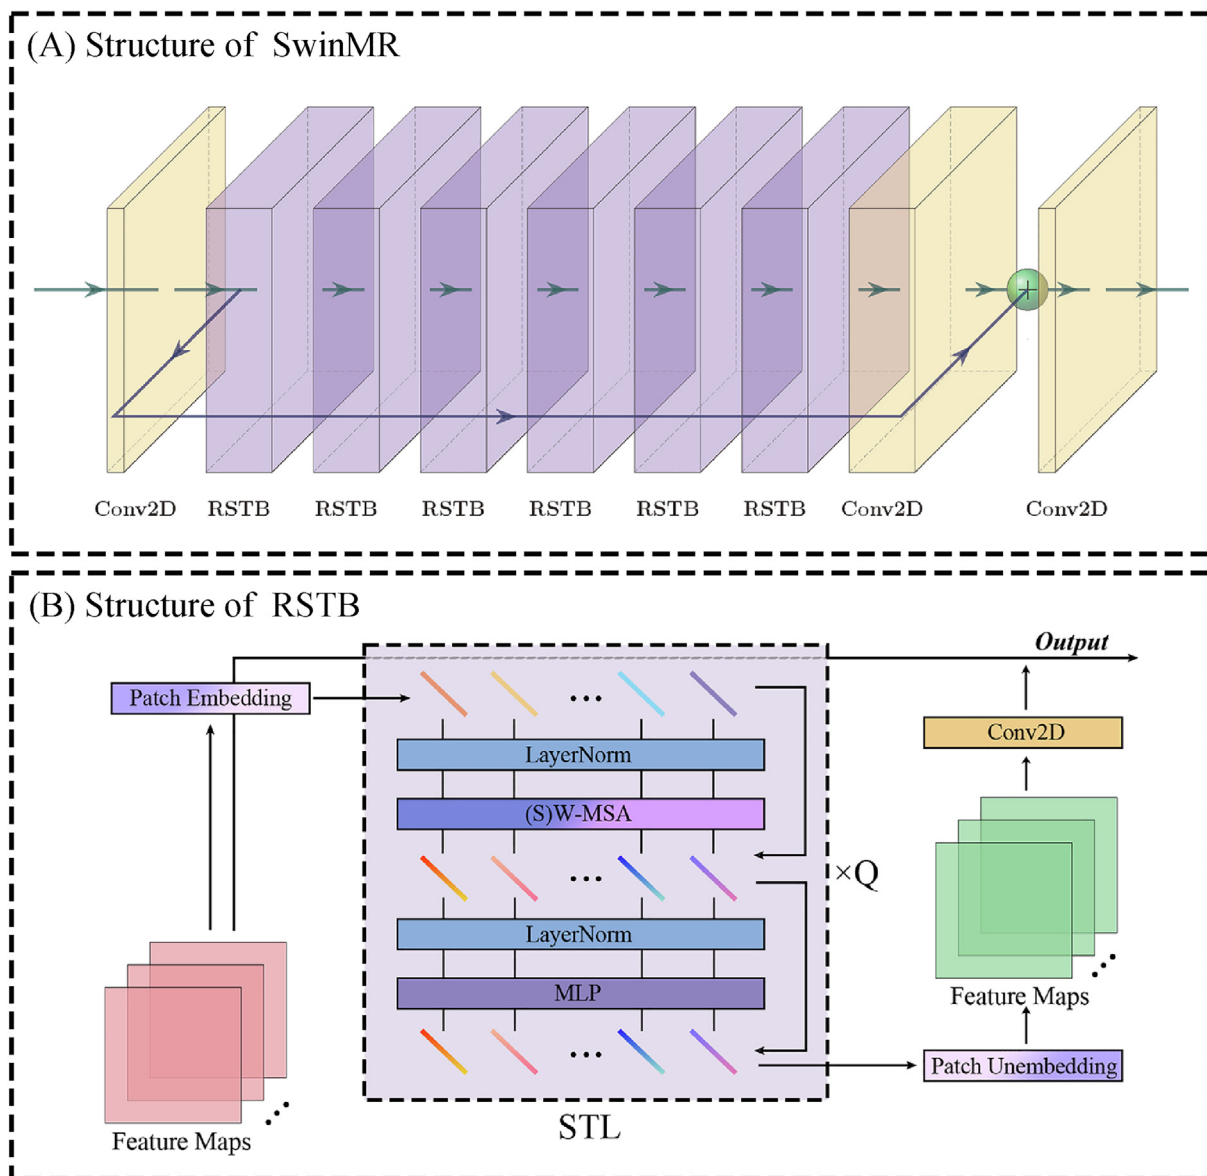 (A) Structure of SwinMR
+
Conv2D RSTB RSTB RSTB RSTB RSTB RSTB Conv2D Conv2D
(B) Structure of RSTB
Output
Patch Embedding
Conv2D
LayerNorm
(S)W-MSA
×Q
LayerNorm
MLP
Feature Maps
Patch Unembedding
STL
Feature Maps